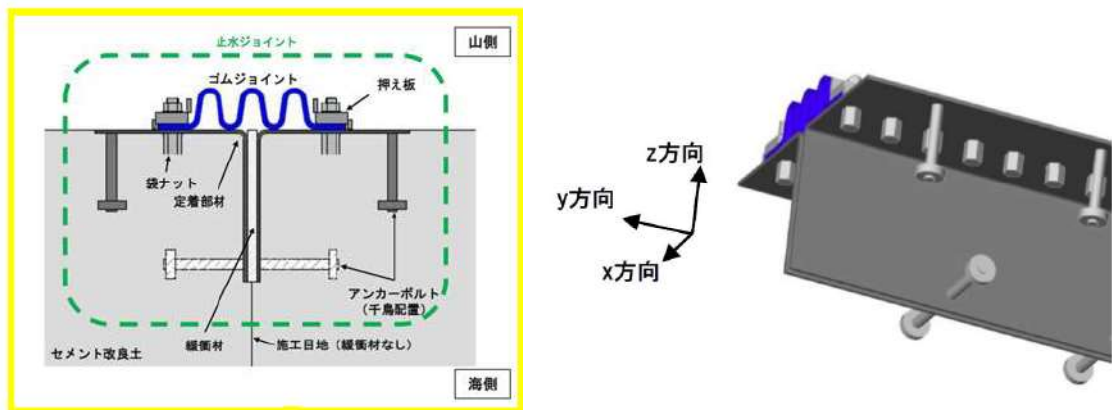 止水ジョイント
山側
ゴムジョイント
押え板
袋ナット
定着部材
アンカーボルト
(千鳥配置)
緩衝材
施工目地（緩衝材なし）
セメント改良土
海側
z方向
y方向
x方向